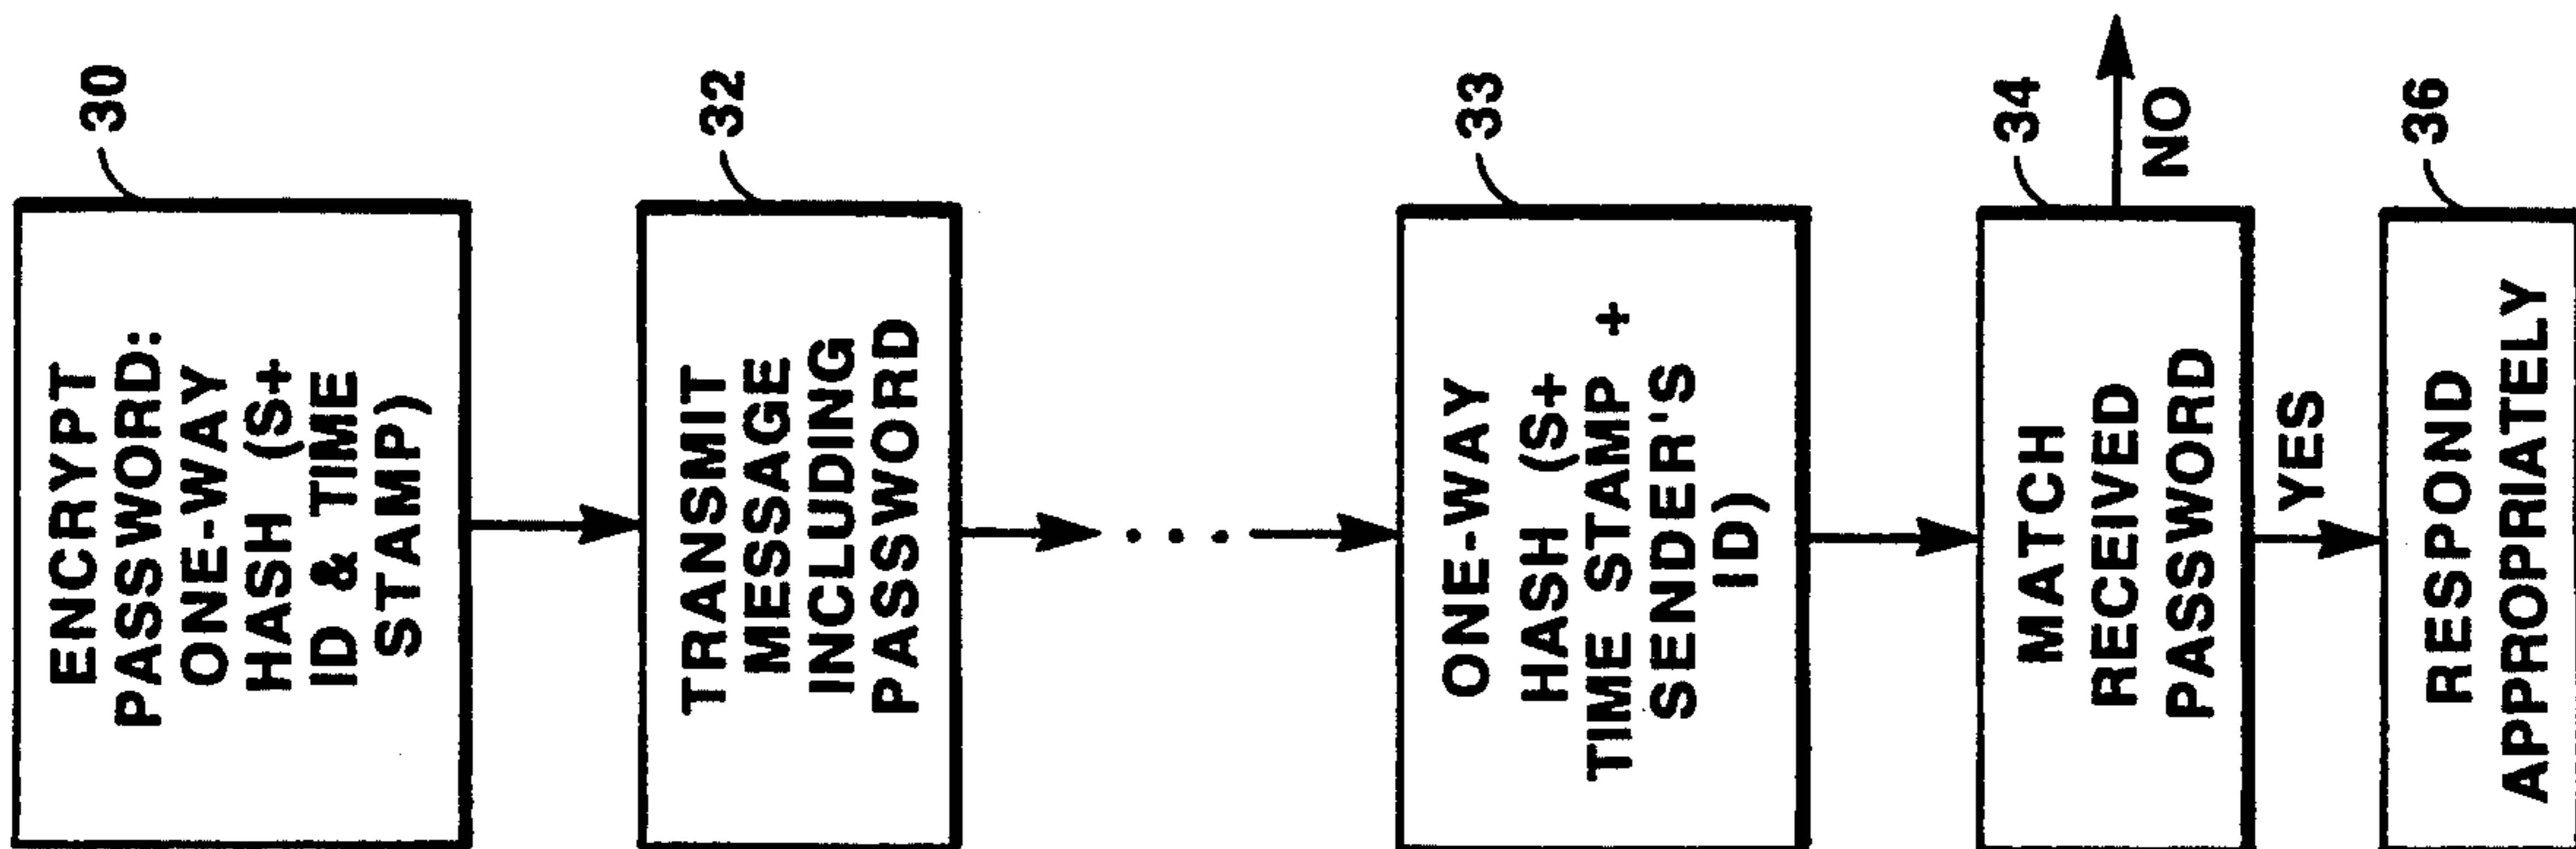 30
ENCRYPT
PASSWORD:
ONE-WAY
HASH (S+
ID & TIME
STAMP)
32
TRANSMIT
MESSAGE
INCLUDING
PASSWORD
33
ONE-WAY
HASH (S+
TIME STAMP +
SENDER'S
ID)
34
MATCH
RECEIVED
PASSWORD
NO
YES
36
RESPOND
APPROPRIATELY